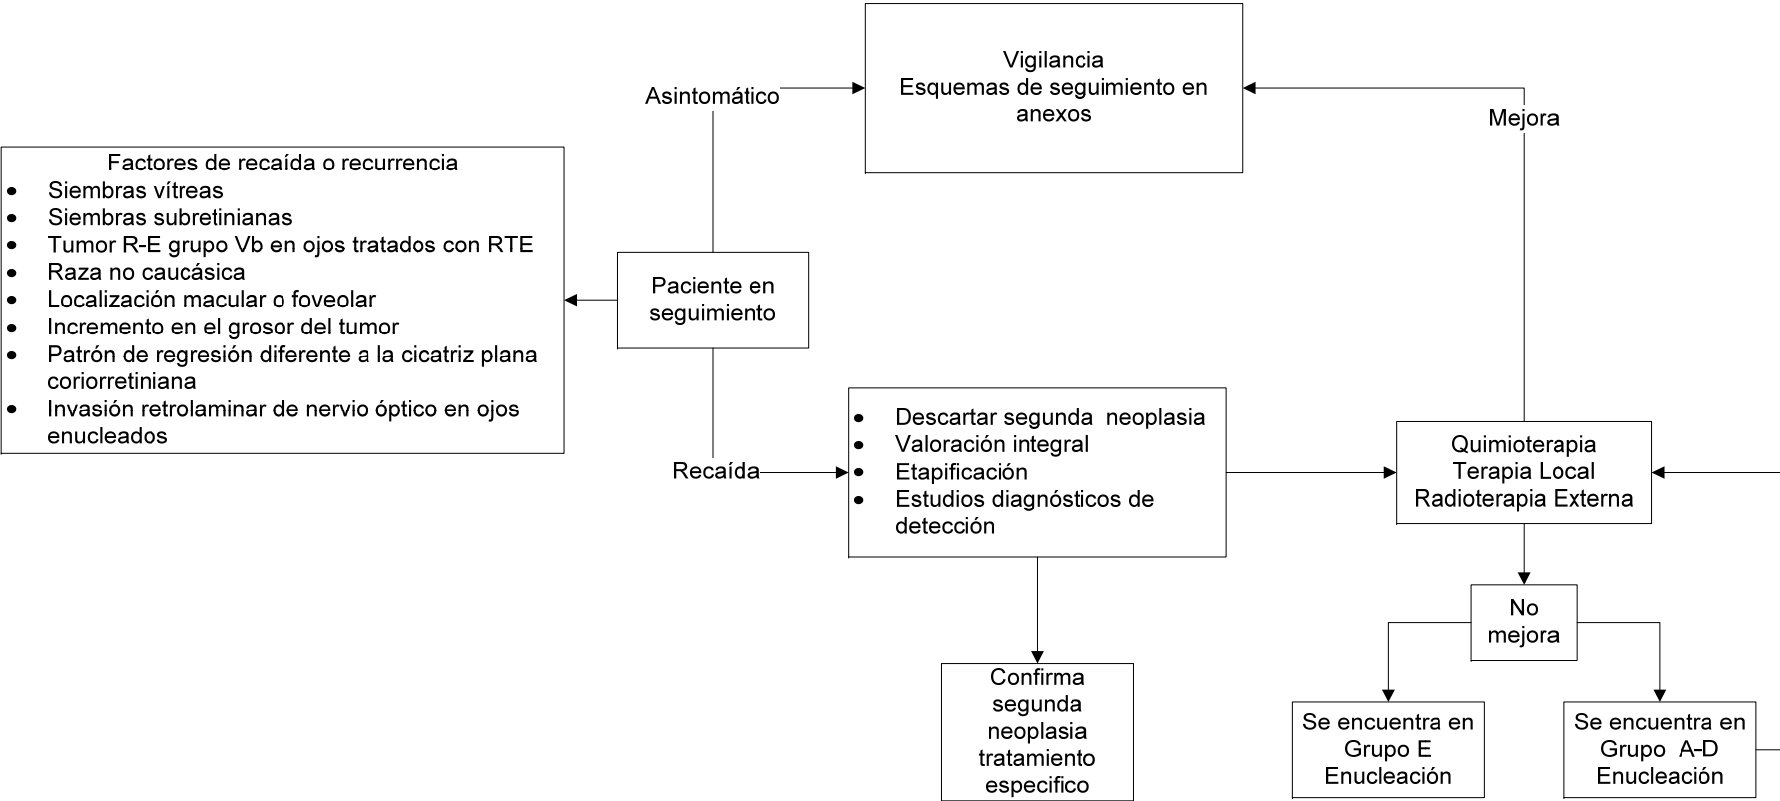 Vigilancia
Esquemas de seguimiento en
anexos
Asintomático
Mejora
Factores de recaída o recurrencia
• Siembras vítreas
• Siembras subretinianas
• Tumor R-E grupo Vb en ojos tratados con RTE
• Raza no caucásica
• Localización macular o foveolar
• Incremento en el grosor del tumor
• Patrón de regresión diferente a la cicatriz plana
coriorretiniana
• Invasión retrolaminar de nervio óptico en ojos
enucleados
Paciente en
seguimiento
Recaída
• Descartar segunda neoplasia
• Valoración integral
• Etapificación
• Estudios diagnósticos de
detección
Quimioterapia
Terapia Local
Radioterapia Externa
No
mejora
Confirma
segunda
neoplasia
tratamiento
especifico
Se encuentra en
Grupo E
Enucleación
Se encuentra en
Grupo A-D
Enucleación